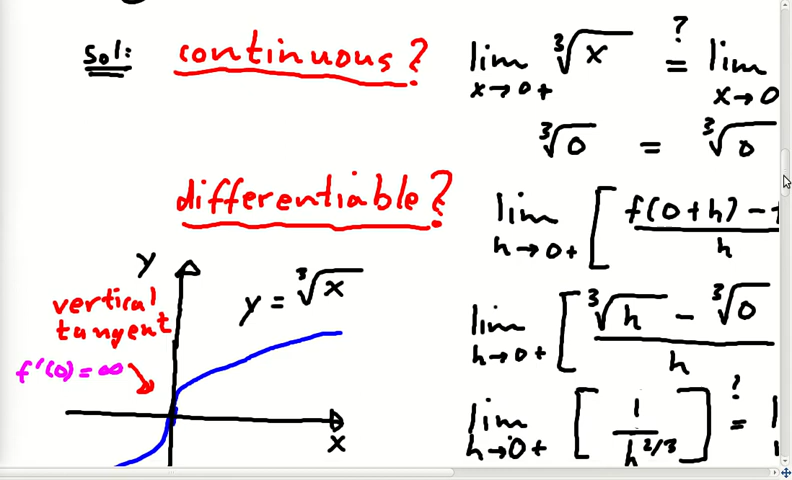 Sol: continuous? lim x→0+ ∛x ≟ lim x→0
∛0 = ∛0
differentiable? lim h→0+ [ f(0+h) –
h
y y = ∛x
vertical tangent
f'(0) = ∞
lim h→0+ [ ∛h – ∛0
h
x
lim h→0+ [ 1/h^2/3 ] ≟